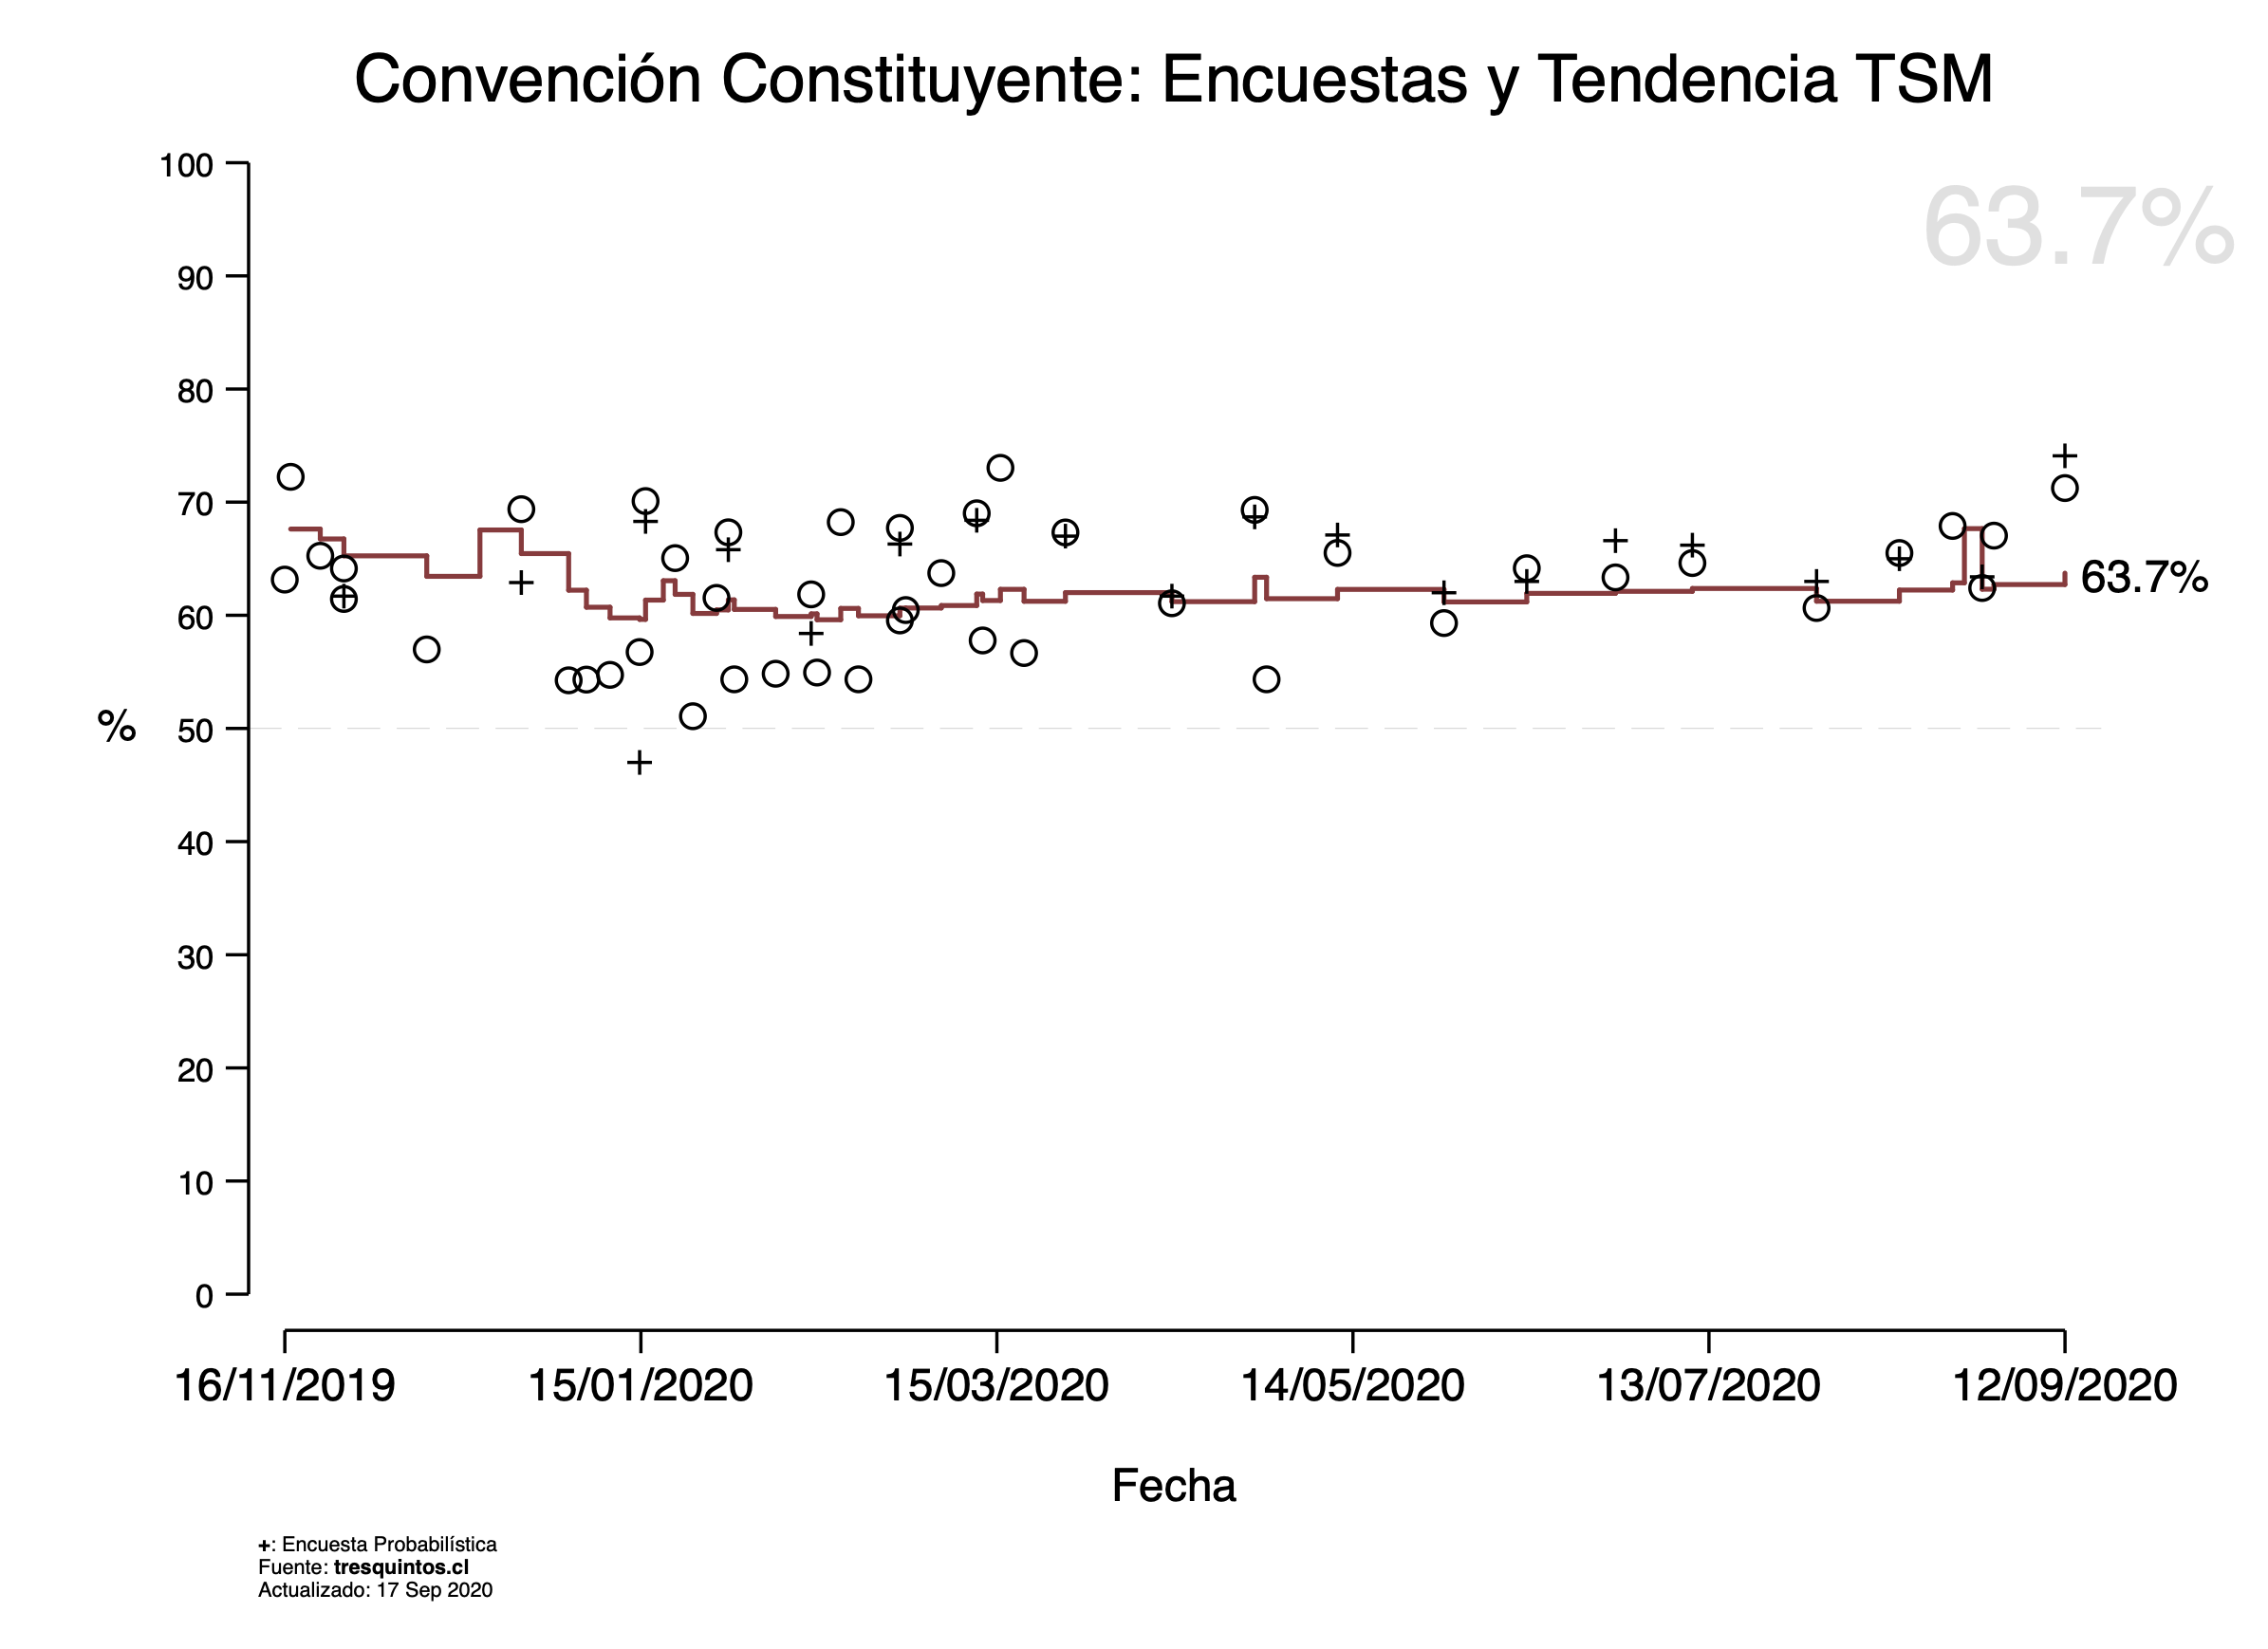 Convención Constituyente: Encuestas y Tendencia TSM
63.7%
100
90
80
70
60
50
40
30
20
10
0
%
63.7%
16/11/2019 15/01/2020 15/03/2020 14/05/2020 13/07/2020 12/09/2020
Fecha
+: Encuesta Probabilística
Fuente: tresquintos.cl
Actualizado: 17 Sep 2020